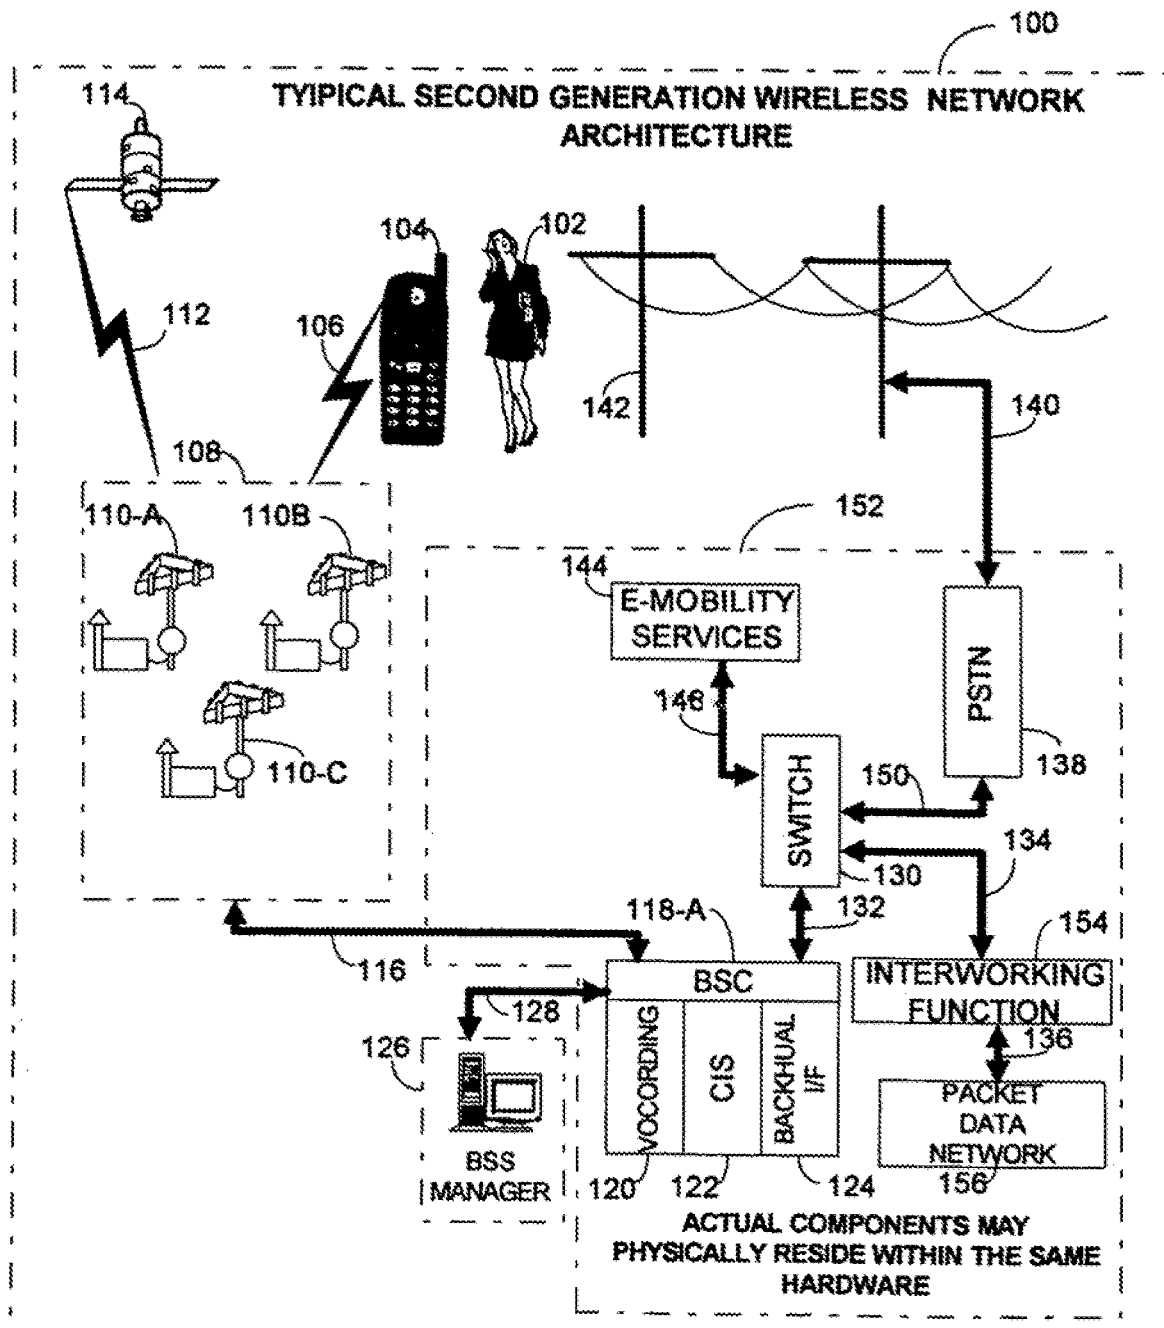 100
TYIPICAL SECOND GENERATION WIRELESS NETWORK
ARCHITECTURE
114
104
102
112
106
142
140
108
110-A
110B
110-C
152
144
E-MOBILITY
SERVICES
146
PSTN
138
SWITCH
150
130
134
132
118-A
116
154
BSC
INTERWORKING
FUNCTION
128
136
126
VOCORDING
CIS
BACKHUAL
I/F
PACKET
DATA
NETWORK
BSS
MANAGER
120
122
124
156
ACTUAL COMPONENTS MAY
PHYSICALLY RESIDE WITHIN THE SAME
HARDWARE